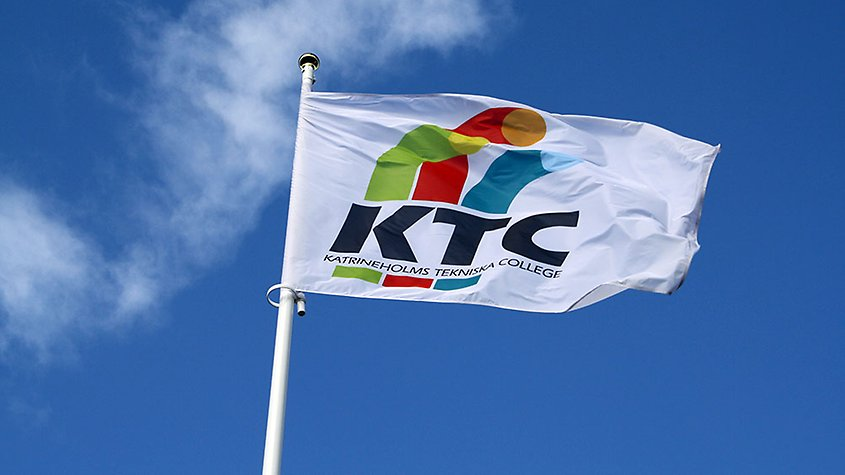 KTC
KATRINEHOLMS TEKNISKA COLLEGE